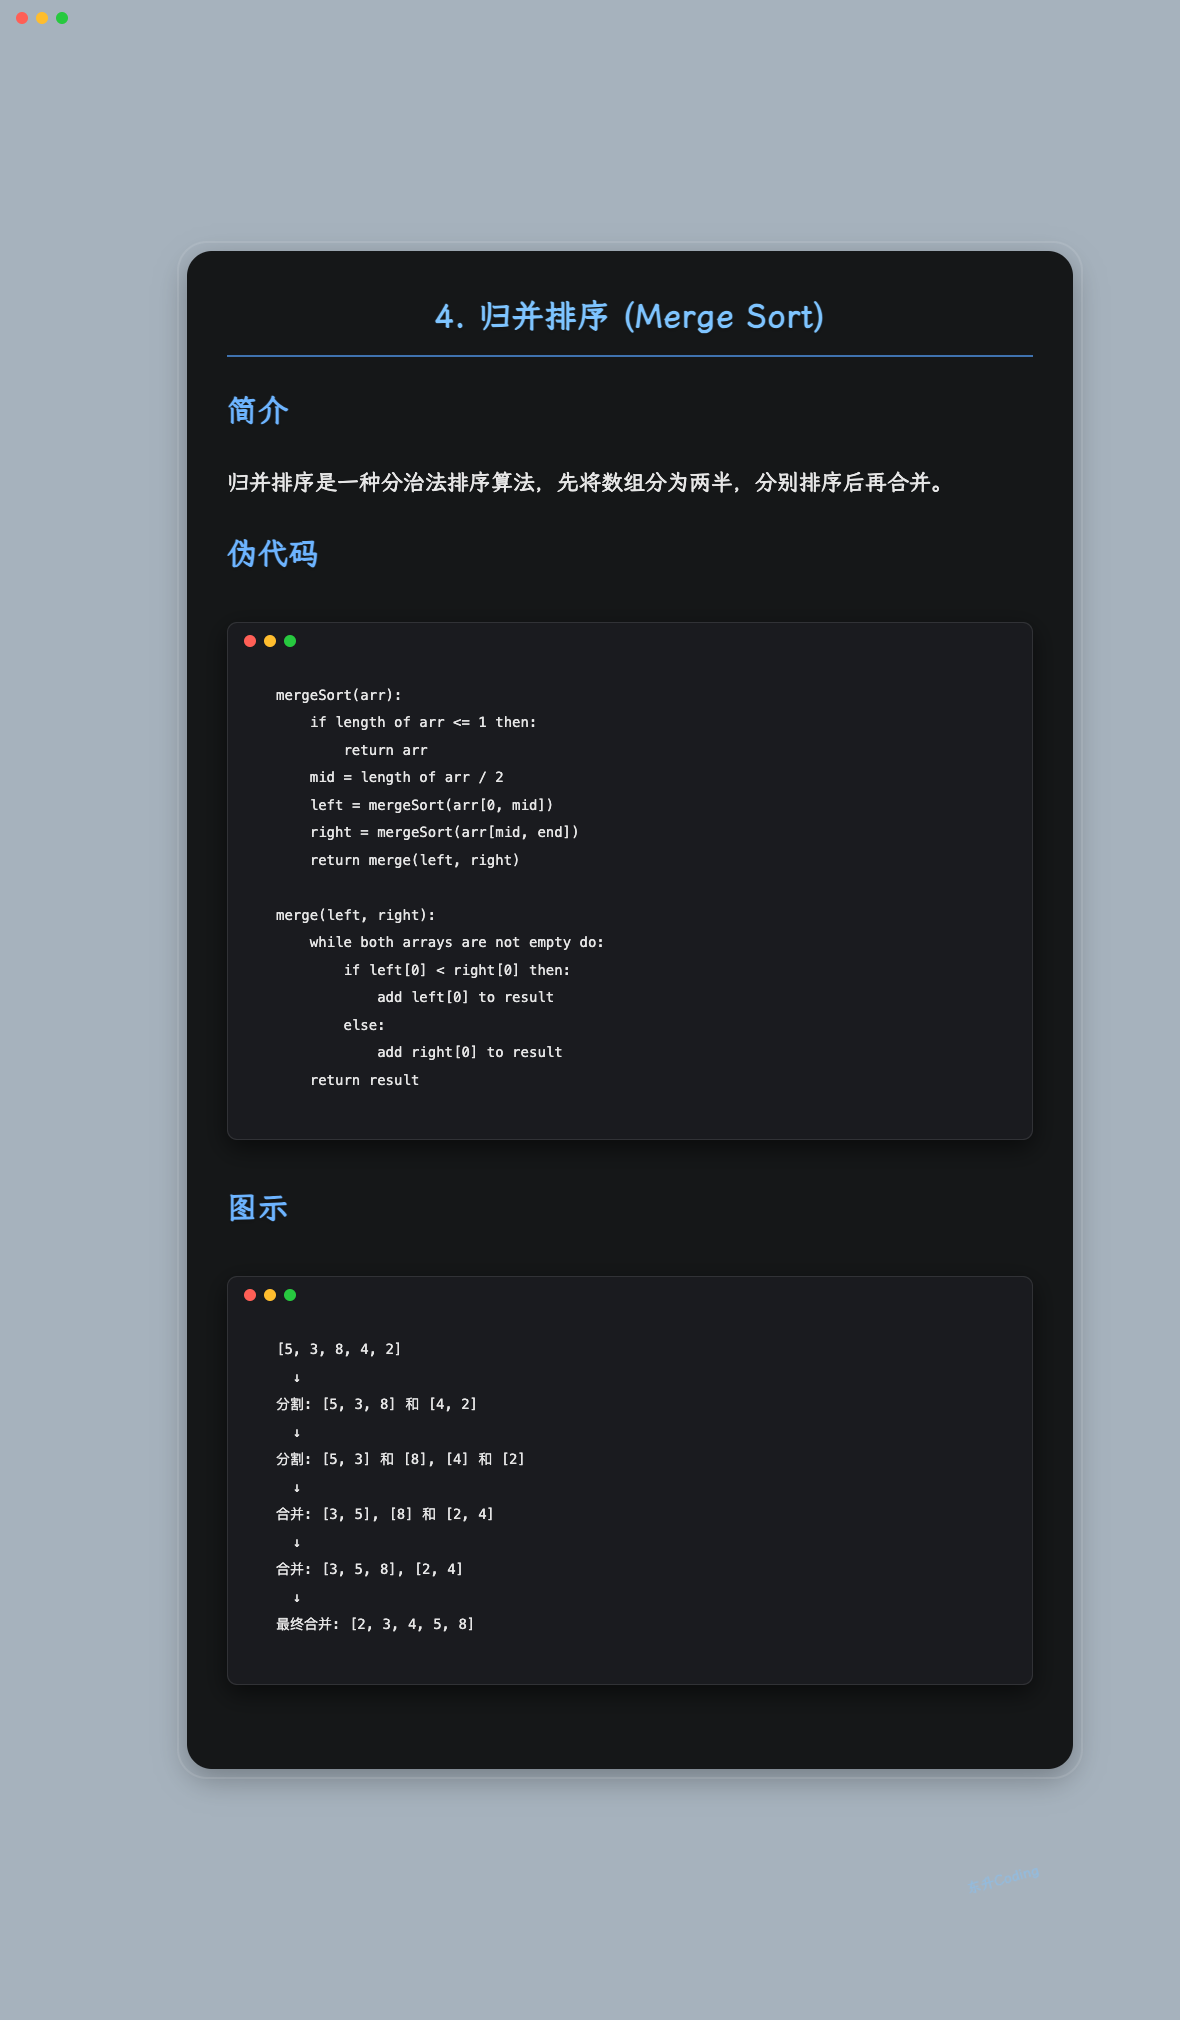 4. 归并排序 (Merge Sort)
简介
归并排序是一种分治法排序算法，先将数组分为两半，分别排序后再合并。
伪代码
mergeSort(arr):
    if length of arr <= 1 then:
        return arr
    mid = length of arr / 2
    left = mergeSort(arr[0, mid])
    right = mergeSort(arr[mid, end])
    return merge(left, right)

merge(left, right):
    while both arrays are not empty do:
        if left[0] < right[0] then:
            add left[0] to result
        else:
            add right[0] to result
    return result
图示
[5, 3, 8, 4, 2]
  ↓
分割: [5, 3, 8] 和 [4, 2]
  ↓
分割: [5, 3] 和 [8], [4] 和 [2]
  ↓
合并: [3, 5], [8] 和 [2, 4]
  ↓
合并: [3, 5, 8], [2, 4]
  ↓
最终合并: [2, 3, 4, 5, 8]